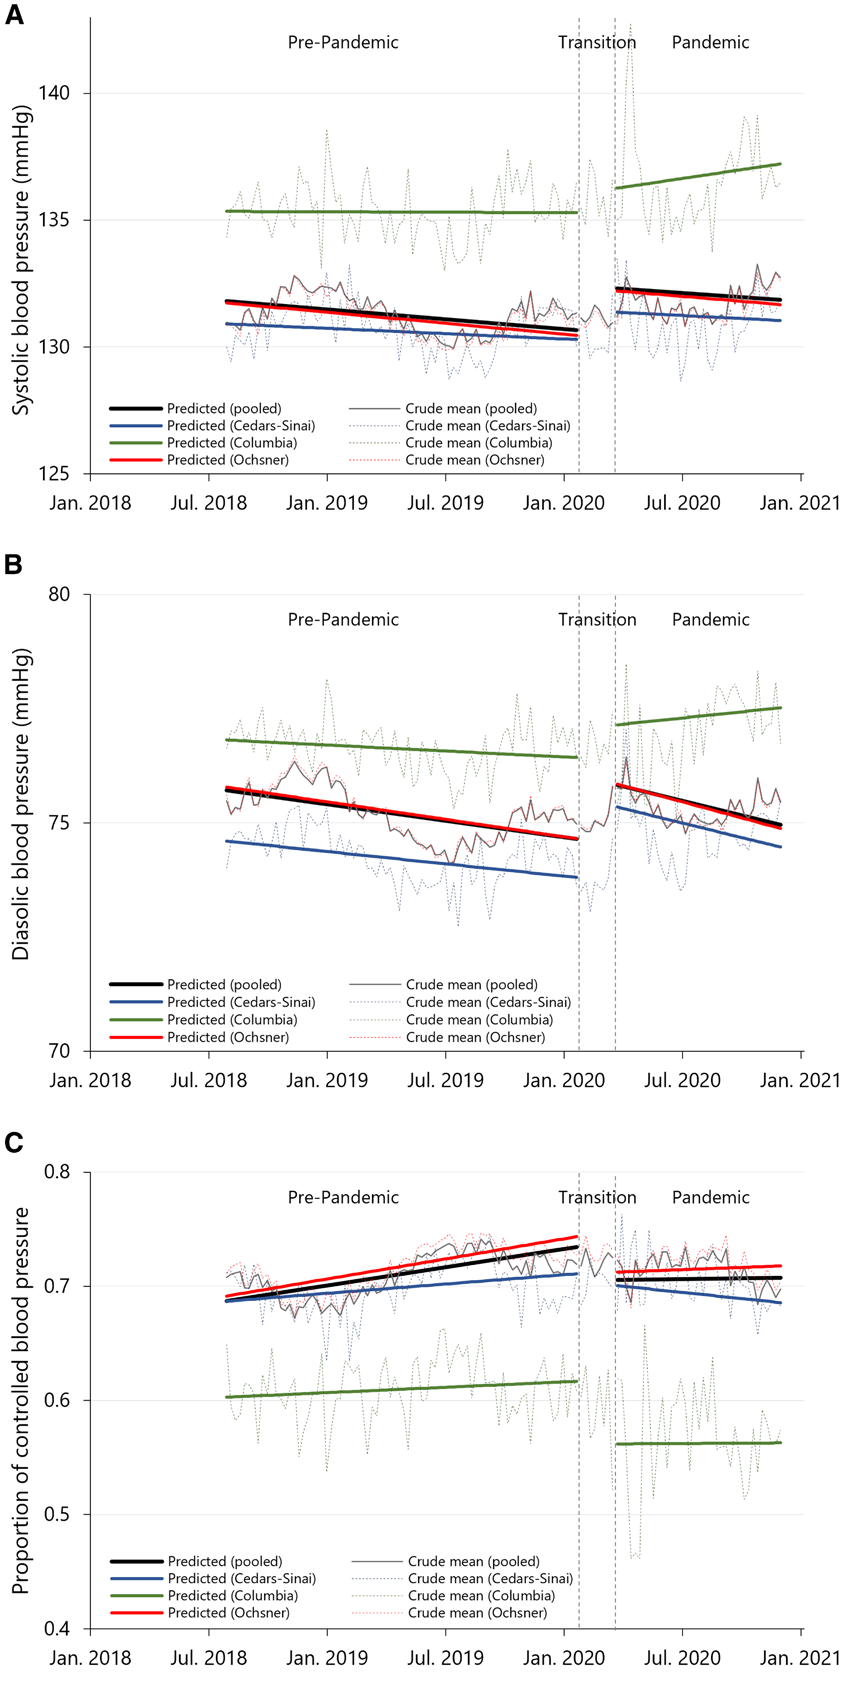 A
Pre-Pandemic Transition Pandemic
Systolic blood pressure (mmHg)
140
135
130
125
Predicted (pooled) Crude mean (pooled)
Predicted (Cedars-Sinai) Crude mean (Cedars-Sinai)
Predicted (Columbia) Crude mean (Columbia)
Predicted (Ochsner) Crude mean (Ochsner)
Jan. 2018 Jul. 2018 Jan. 2019 Jul. 2019 Jan. 2020 Jul. 2020 Jan. 2021
B
Pre-Pandemic Transition Pandemic
Diasolic blood pressure (mmHg)
80
75
70
Predicted (pooled) Crude mean (pooled)
Predicted (Cedars-Sinai) Crude mean (Cedars-Sinai)
Predicted (Columbia) Crude mean (Columbia)
Predicted (Ochsner) Crude mean (Ochsner)
Jan. 2018 Jul. 2018 Jan. 2019 Jul. 2019 Jan. 2020 Jul. 2020 Jan. 2021
C
Pre-Pandemic Transition Pandemic
Proportion of controlled blood pressure
0.8
0.7
0.6
0.5
0.4
Predicted (pooled) Crude mean (pooled)
Predicted (Cedars-Sinai) Crude mean (Cedars-Sinai)
Predicted (Columbia) Crude mean (Columbia)
Predicted (Ochsner) Crude mean (Ochsner)
Jan. 2018 Jul. 2018 Jan. 2019 Jul. 2019 Jan. 2020 Jul. 2020 Jan. 2021